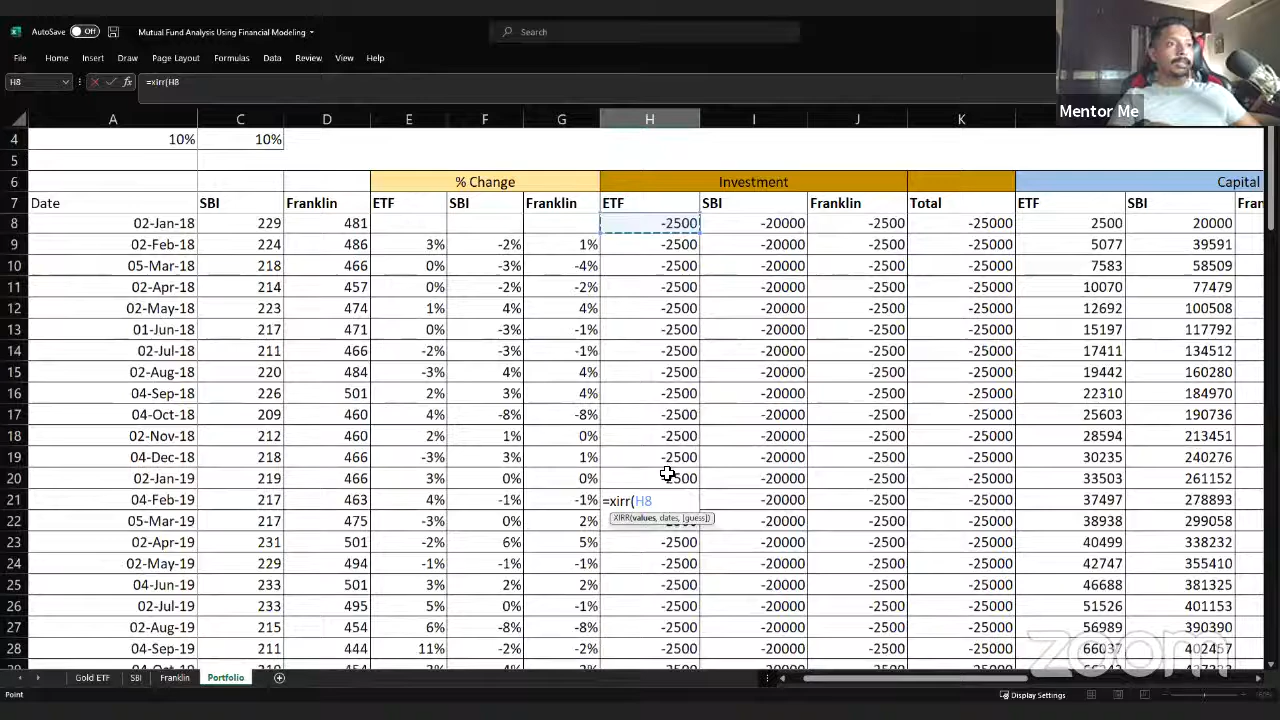 AutoSave Off Mutual Fund Analysis Using Financial Modeling Search
File Home Insert Draw Page Layout Formulas Data Review View Help
Mentor Me
H8 fx =xirr(H8
A C D E F G H I J K
4 10% 10%
5
6 % Change Investment Capital
7 Date SBI Franklin ETF SBI Franklin ETF SBI Franklin Total ETF SBI
8 02-Jan-18 229 481 -2500 -20000 -2500 -25000 2500 20000
9 02-Feb-18 224 486 3% -2% 1% -2500 -20000 -2500 -25000 5077 39591
10 05-Mar-18 218 466 0% -3% -4% -2500 -20000 -2500 -25000 7583 58509
11 02-Apr-18 214 457 0% -2% -2% -2500 -20000 -2500 -25000 10070 77479
12 02-May-18 223 474 1% 4% 4% -2500 -20000 -2500 -25000 12692 100508
13 01-Jun-18 217 471 0% -3% -1% -2500 -20000 -2500 -25000 15197 117792
14 02-Jul-18 211 466 -2% -3% -1% -2500 -20000 -2500 -25000 17411 134512
15 02-Aug-18 220 484 -3% 4% 4% -2500 -20000 -2500 -25000 19442 160280
16 04-Sep-18 226 501 2% 3% 4% -2500 -20000 -2500 -25000 22310 184970
17 04-Oct-18 209 460 4% -8% -8% -2500 -20000 -2500 -25000 25603 190736
18 02-Nov-18 212 460 2% 1% 0% -2500 -20000 -2500 -25000 28594 213451
19 04-Dec-18 218 466 -3% 3% 1% -2500 -20000 -2500 -25000 30235 240276
20 02-Jan-19 218 466 3% 0% 0% -2500 -20000 -2500 -25000 33503 261152
21 04-Feb-19 217 463 4% -1% -1% =xirr(H8 -20000 -2500 -25000 37497 278893
XIRR(values, dates, [guess])
22 05-Mar-19 217 475 -3% 0% 2% -20000 -2500 -25000 38938 299058
23 02-Apr-19 231 501 -2% 6% 5% -2500 -20000 -2500 -25000 40499 338232
24 02-May-19 229 494 -1% -1% -1% -2500 -20000 -2500 -25000 42747 355410
25 04-Jun-19 233 501 3% 2% 2% -2500 -20000 -2500 -25000 46688 381325
26 02-Jul-19 233 495 5% 0% -1% -2500 -20000 -2500 -25000 51526 401153
27 02-Aug-19 215 454 6% -8% -8% -2500 -20000 -2500 -25000 56989 390390
28 04-Sep-19 211 444 11% -2% -2% -2500 -20000 -2500 -25000 66037 402457
zoom
Gold ETF SBI Franklin Portfolio
Point Display Settings